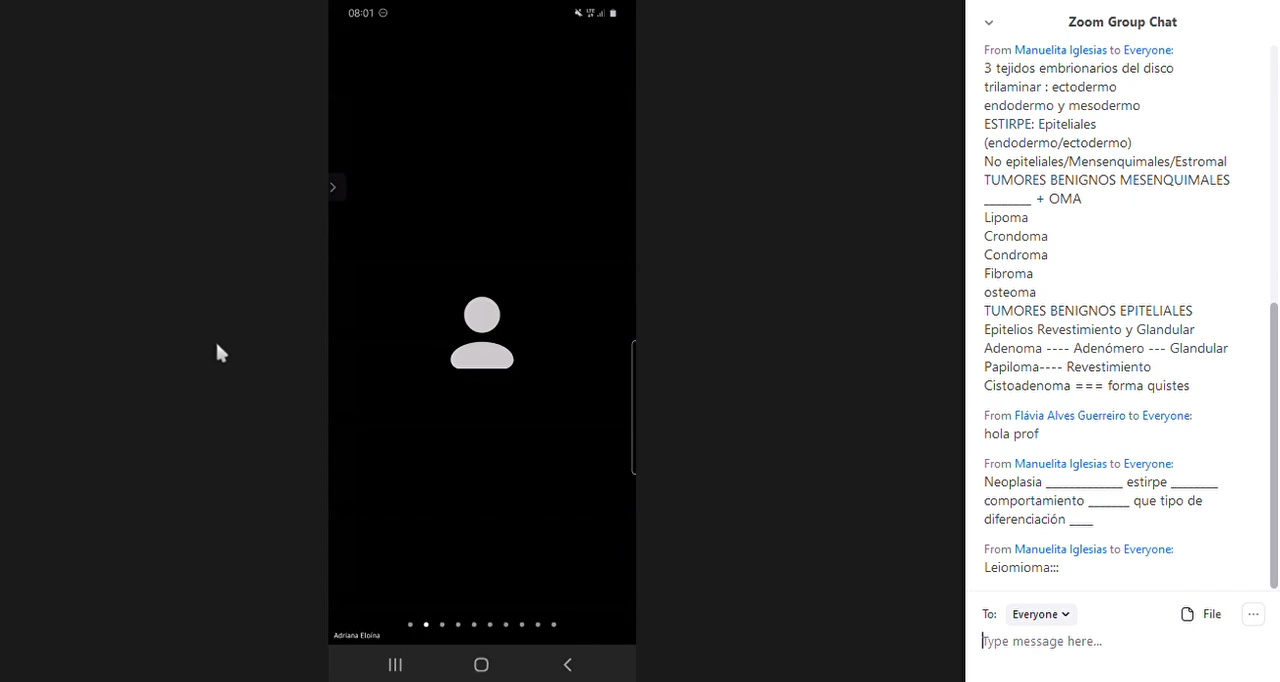 08:01
LTE
Adriana Eloína
Zoom Group Chat
From Manuelita Iglesias to Everyone:
3 tejidos embrionarios del disco
trilaminar : ectodermo
endodermo y mesodermo
ESTIRPE: Epiteliales
(endodermo/ectodermo)
No epiteliales/Mensenquimales/Estromal
TUMORES BENIGNOS MESENQUIMALES
_______ + OMA
Lipoma
Crondoma
Condroma
Fibroma
osteoma
TUMORES BENIGNOS EPITELIALES
Epitelios Revestimiento y Glandular
Adenoma ---- Adenómero --- Glandular
Papiloma---- Revestimiento
Cistoadenoma === forma quistes
From Flávia Alves Guerreiro to Everyone:
hola prof
From Manuelita Iglesias to Everyone:
Neoplasia ____________ estirpe ________
comportamiento _______ que tipo de
diferenciación ____
From Manuelita Iglesias to Everyone:
Leiomioma:::
To: Everyone File ...
Type message here...